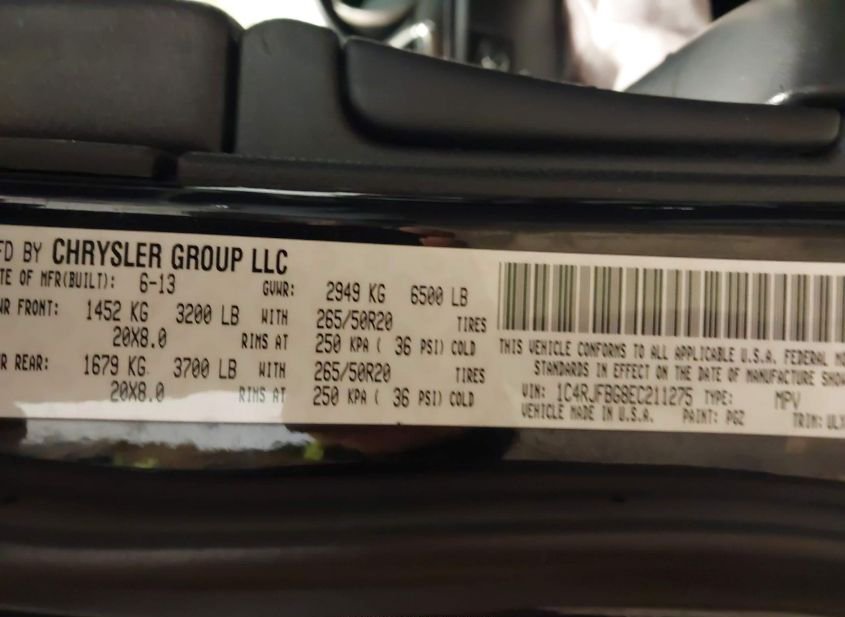 FD BY CHRYSLER GROUP LLC
TE OF MFR(BUILT): 6-13 GVWR: 2949 KG 6500 LB
WR FRONT: 1452 KG 3200 LB WITH 265/50R20 TIRES
20X8.0 RIMS AT 250 KPA ( 36 PSI) COLD
R REAR: 1679 KG 3700 LB WITH 265/50R20 TIRES
20X8.0 RIMS AT 250 KPA ( 36 PSI) COLD
THIS VEHICLE CONFORMS TO ALL APPLICABLE U.S.A. FEDERAL MO
STANDARDS IN EFFECT ON THE DATE OF MANUFACTURE SHOW
VIN: 1C4RJFBG8EC211275 TYPE: MPV
VEHICLE MADE IN U.S.A. PAINT: PGZ TRIM: ULX